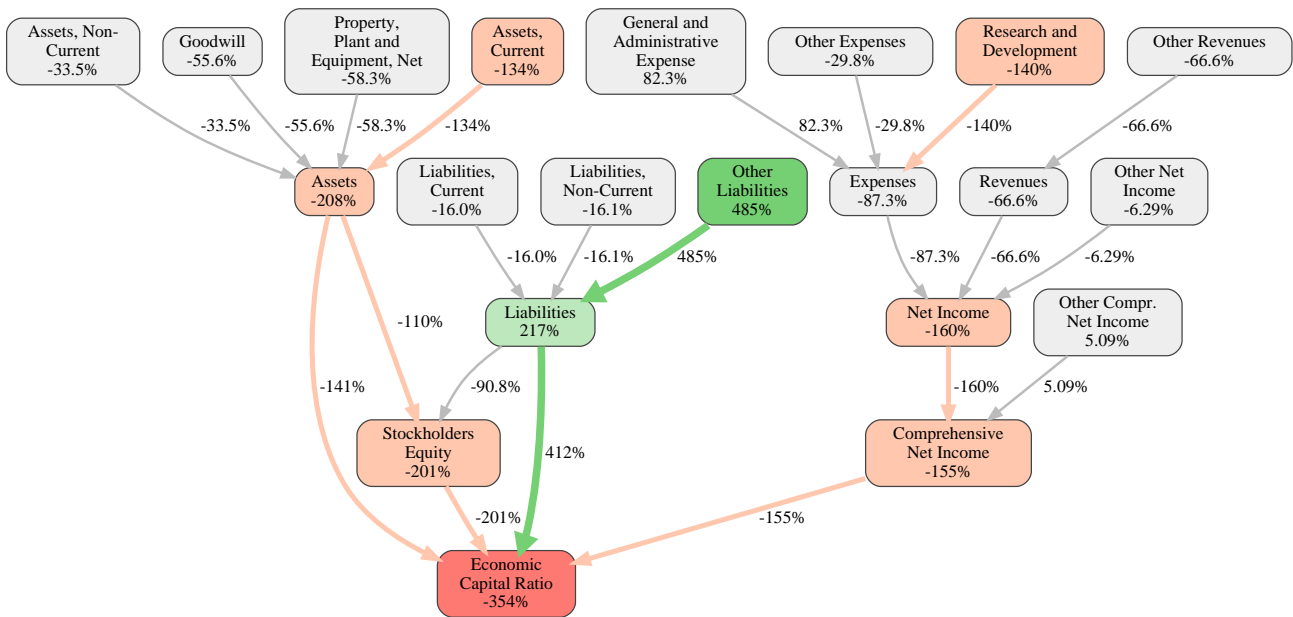 Assets, Non-
Current
-33.5%
Goodwill
-55.6%
Property,
Plant and
Equipment, Net
-58.3%
Assets,
Current
-134%
General and
Administrative
Expense
82.3%
Other Expenses
-29.8%
Research and
Development
-140%
Other Revenues
-66.6%
-33.5%
-55.6%
-58.3%
-134%
82.3%
-29.8%
-140%
-66.6%
Assets
-208%
Liabilities,
Current
-16.0%
Liabilities,
Non-Current
-16.1%
Other
Liabilities
485%
Expenses
-87.3%
Revenues
-66.6%
Other Net
Income
-6.29%
-16.0%
-16.1%
485%
-87.3%
-66.6%
-6.29%
-110%
Liabilities
217%
Net Income
-160%
Other Compr.
Net Income
5.09%
-141%
-90.8%
-160%
5.09%
Stockholders
Equity
-201%
412%
Comprehensive
Net Income
-155%
-201%
-155%
Economic
Capital Ratio
-354%